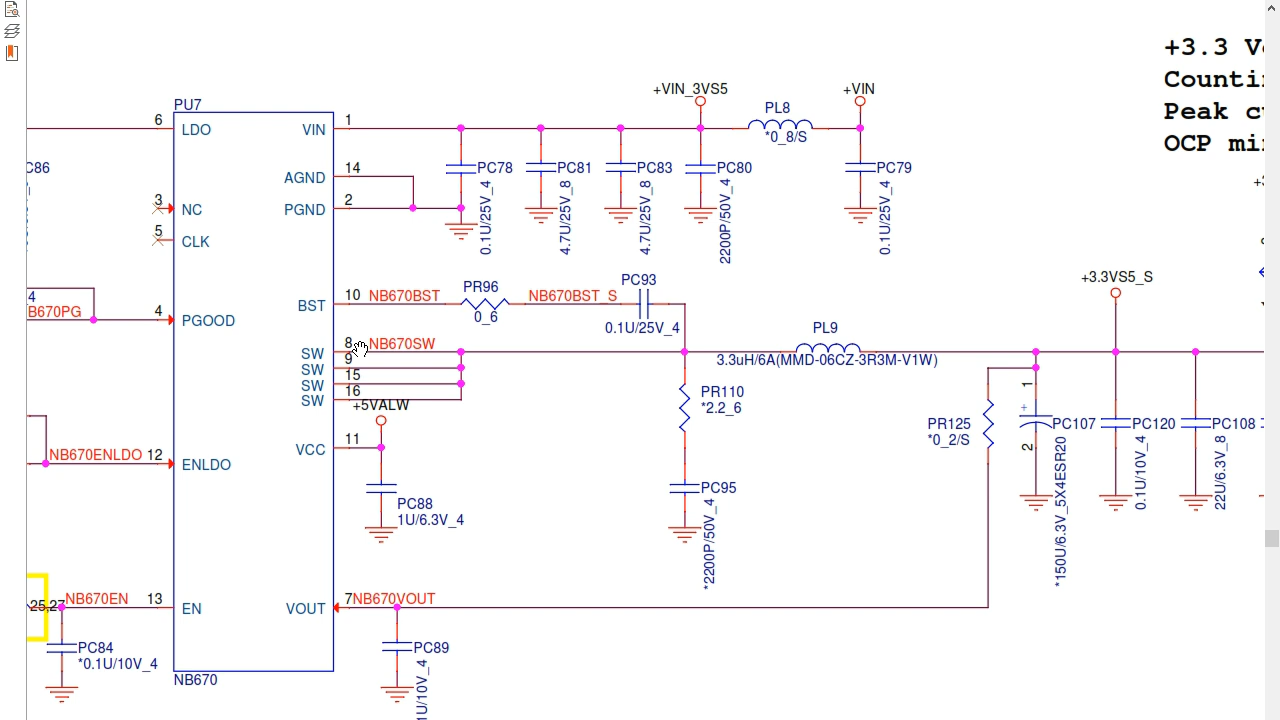 +3.3 V
Counti
Peak c
OCP mi
+VIN_3VS5
+VIN
PL8
*0_8/S
PU7
6
LDO
VIN
1
C86
AGND
14
PC78
0.1U/25V_4
PC81
4.7U/25V_8
PC83
4.7U/25V_8
PC80
2200P/50V_4
PC79
0.1U/25V_4
3
NC
PGND
2
5
CLK
+3.3VS5_S
4
B670PG
4
PGOOD
BST
10
NB670BST
PR96
0_6
NB670BST_S
PC93
0.1U/25V_4
SW
8
NB670SW
SW
9
SW
15
SW
16
PL9
3.3uH/6A(MMD-06CZ-3R3M-V1W)
+5VALW
PR110
*2.2_6
PR125
*0_2/S
1
+
2
PC107
*150U/6.3V_5X4ESR20
PC120
0.1U/10V_4
PC108
22U/6.3V_8
NB670ENLDO
12
ENLDO
VCC
11
PC88
1U/6.3V_4
PC95
*2200P/50V_4
25,27
NB670EN
13
EN
VOUT
7
NB670VOUT
PC84
*0.1U/10V_4
PC89
1U/10V_4
NB670